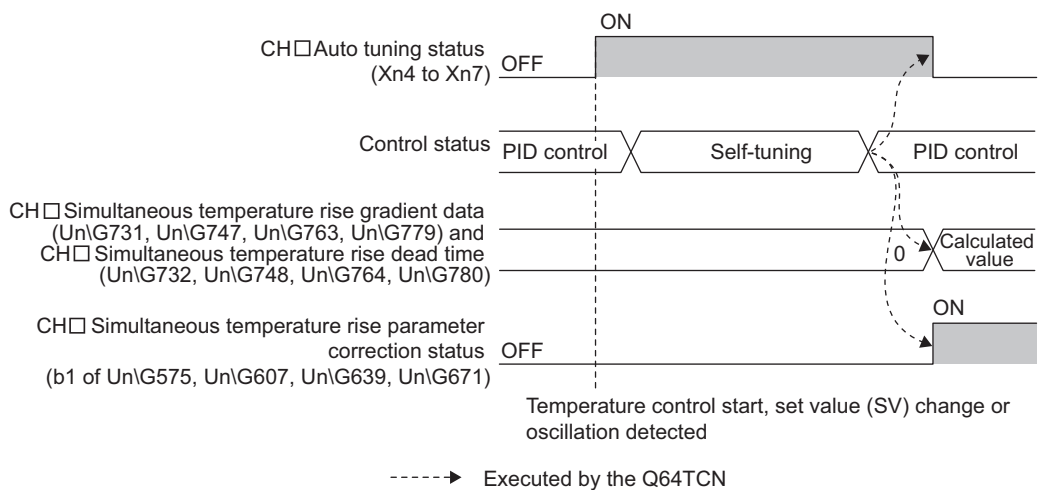 ON
CH□Auto tuning status
(Xn4 to Xn7)
OFF
Control status
PID control
Self-tuning
PID control
CH□Simultaneous temperature rise gradient data
(Un\G731, Un\G747, Un\G763, Un\G779) and
CH□Simultaneous temperature rise dead time
(Un\G732, Un\G748, Un\G764, Un\G780)
0
Calculated
value
ON
CH□ Simultaneous temperature rise parameter
correction status
(b1 of Un\G575, Un\G607, Un\G639, Un\G671)
OFF
Temperature control start, set value (SV) change or
oscillation detected
Executed by the Q64TCN